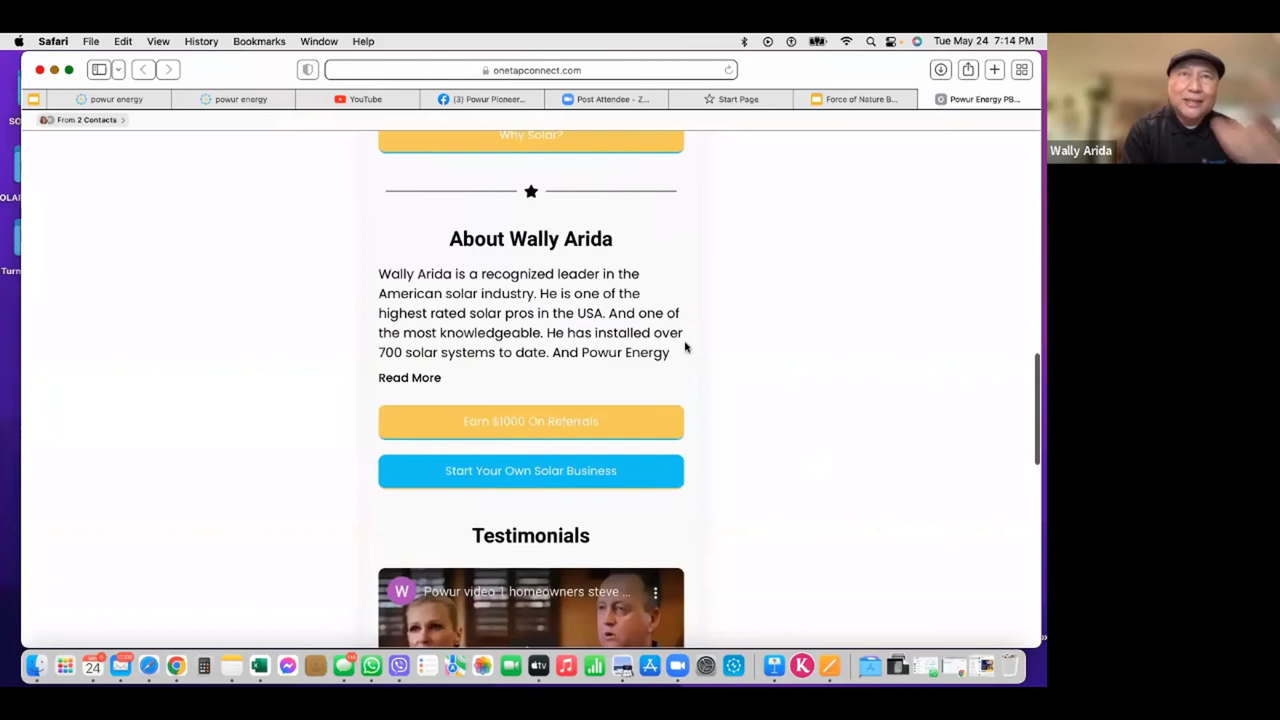 Safari File Edit View History Bookmarks Window Help
Tue May 24 7:14 PM
onetapconnect.com
powur energy
powur energy
YouTube
(3) Powur Pioneer...
Post Attendee - Z...
Start Page
Force of Nature B...
Powur Energy PB...
From 2 Contacts >
Wally Arida
Why Solar?
About Wally Arida
Wally Arida is a recognized leader in the
American solar industry. He is one of the
highest rated solar pros in the USA. And one of
the most knowledgeable. He has installed over
700 solar systems to date. And Powur Energy
Read More
Earn $1000 On Referrals
Start Your Own Solar Business
Testimonials
W
Powur video 1 homeowners steve ...
SO
OLA
Turn
24